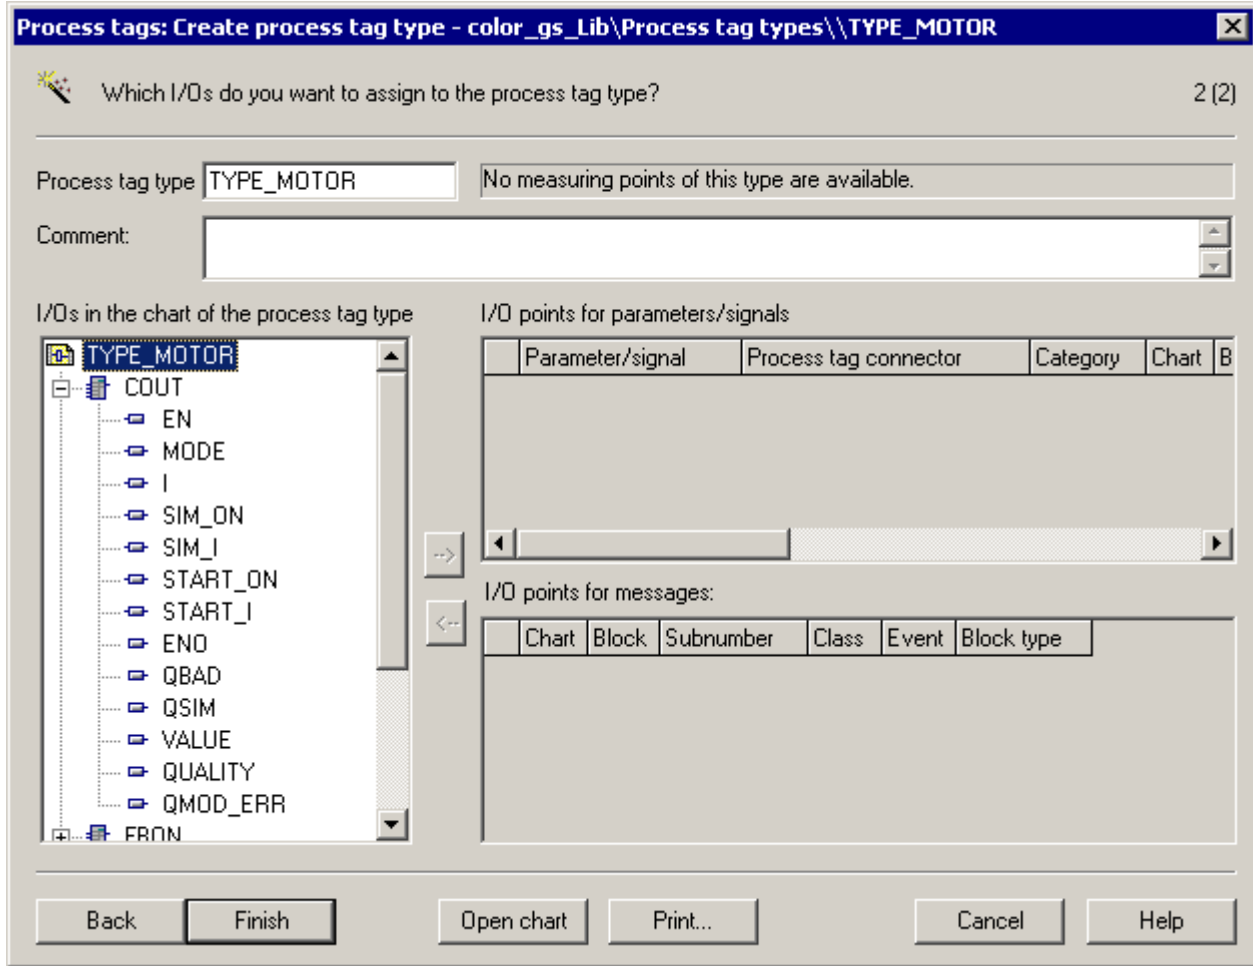 Process tags: Create process tag type - color_gs_Lib\Process tag types\\TYPE_MOTOR
Which I/Os do you want to assign to the process tag type?
2 (2)
Process tag type
TYPE_MOTOR
No measuring points of this type are available.
Comment:
I/Os in the chart of the process tag type
TYPE_MOTOR
COUT
EN
MODE
I
SIM_ON
SIM_I
START_ON
START_I
ENO
QBAD
QSIM
VALUE
QUALITY
QMOD_ERR
-->
<--
I/O points for parameters/signals
Parameter/signal Process tag connector Category Chart B
I/O points for messages:
Chart Block Subnumber Class Event Block type
Back Finish Open chart Print... Cancel Help